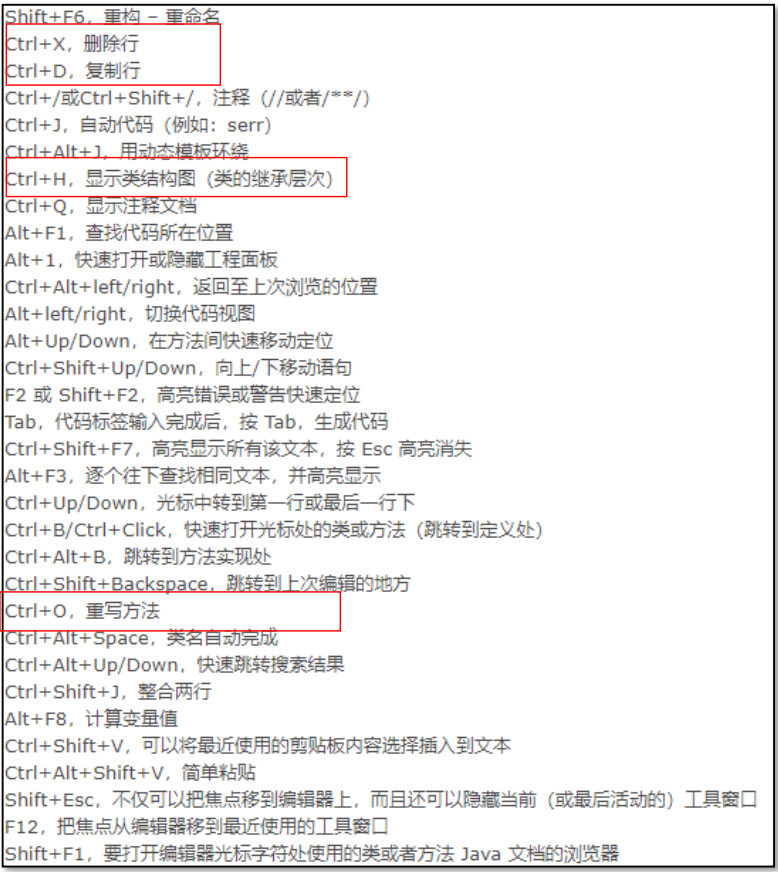 Shift+F6，重构 – 重命名
Ctrl+X，删除行
Ctrl+D，复制行
Ctrl+/或Ctrl+Shift+/，注释（//或者/**/）
Ctrl+J，自动代码（例如：serr）
Ctrl+Alt+J，用动态模板环绕
Ctrl+H，显示类结构图（类的继承层次）
Ctrl+Q，显示注释文档
Alt+F1，查找代码所在位置
Alt+1，快速打开或隐藏工程面板
Ctrl+Alt+left/right，返回至上次浏览的位置
Alt+left/right，切换代码视图
Alt+Up/Down，在方法间快速移动定位
Ctrl+Shift+Up/Down，向上/下移动语句
F2 或 Shift+F2，高亮错误或警告快速定位
Tab，代码标签输入完成后，按 Tab，生成代码
Ctrl+Shift+F7，高亮显示所有该文本，按 Esc 高亮消失
Alt+F3，逐个往下查找相同文本，并高亮显示
Ctrl+Up/Down，光标中转到第一行或最后一行下
Ctrl+B/Ctrl+Click，快速打开光标处的类或方法（跳转到定义处）
Ctrl+Alt+B，跳转到方法实现处
Ctrl+Shift+Backspace，跳转到上次编辑的地方
Ctrl+O，重写方法
Ctrl+Alt+Space，类名自动完成
Ctrl+Alt+Up/Down，快速跳转搜索结果
Ctrl+Shift+J，整合两行
Alt+F8，计算变量值
Ctrl+Shift+V，可以将最近使用的剪贴板内容选择插入到文本
Ctrl+Alt+Shift+V，简单粘贴
Shift+Esc，不仅可以把焦点移到编辑器上，而且还可以隐藏当前（或最后活动的）工具窗口
F12，把焦点从编辑器移到最近使用的工具窗口
Shift+F1，要打开编辑器光标字符处使用的类或者方法 Java 文档的浏览器